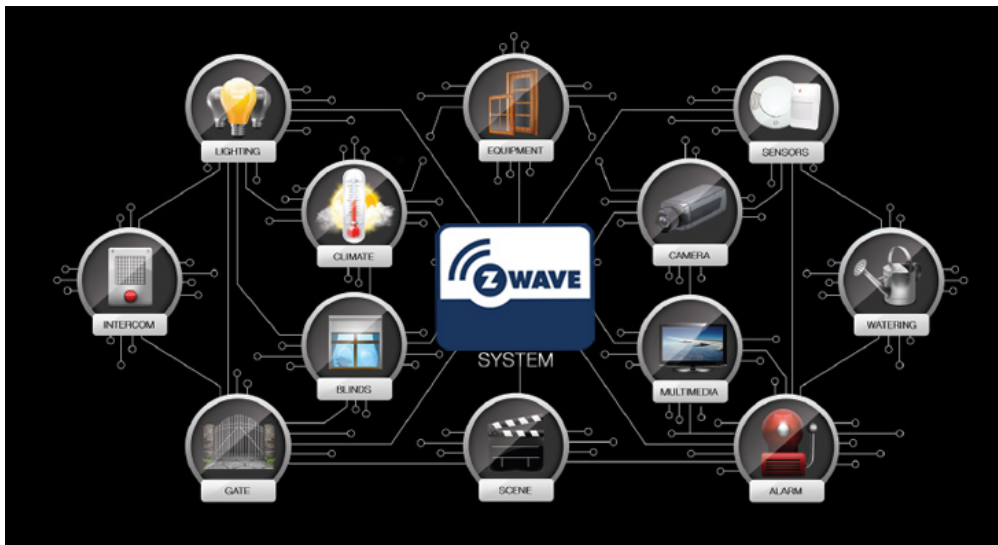 LIGHTING
EQUIPMENT
SENSORS
CLIMATE
CAMERA
Z WAVE
SYSTEM
INTERCOM
WATERING
BLINDS
MULTIMEDIA
GATE
SCENE
ALARM